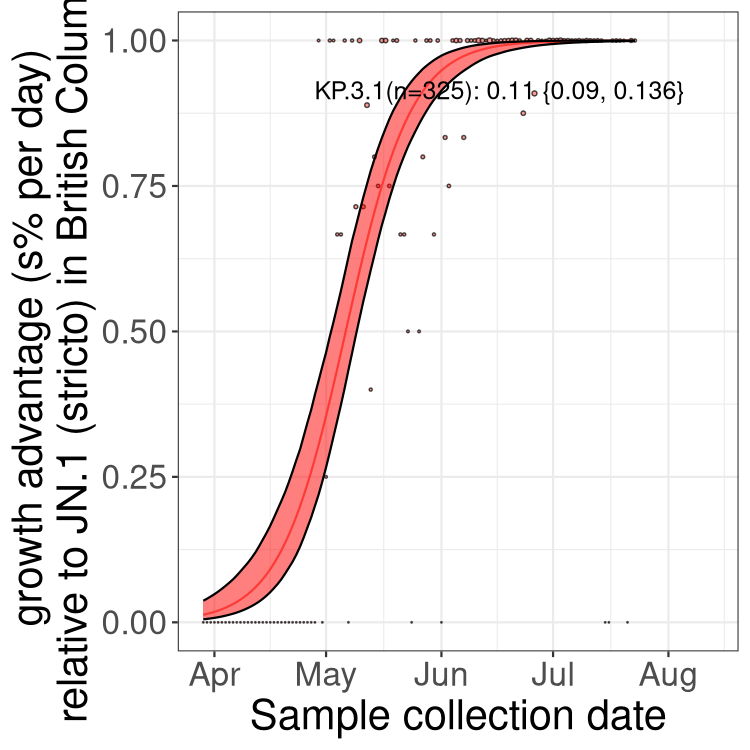 growth advantage (s% per day)
relative to JN.1 (stricto) in British Colum
1.00
0.75
0.50
0.25
0.00
KP.3.1(n=325): 0.11 {0.09, 0.136}
Apr May Jun Jul Aug
Sample collection date